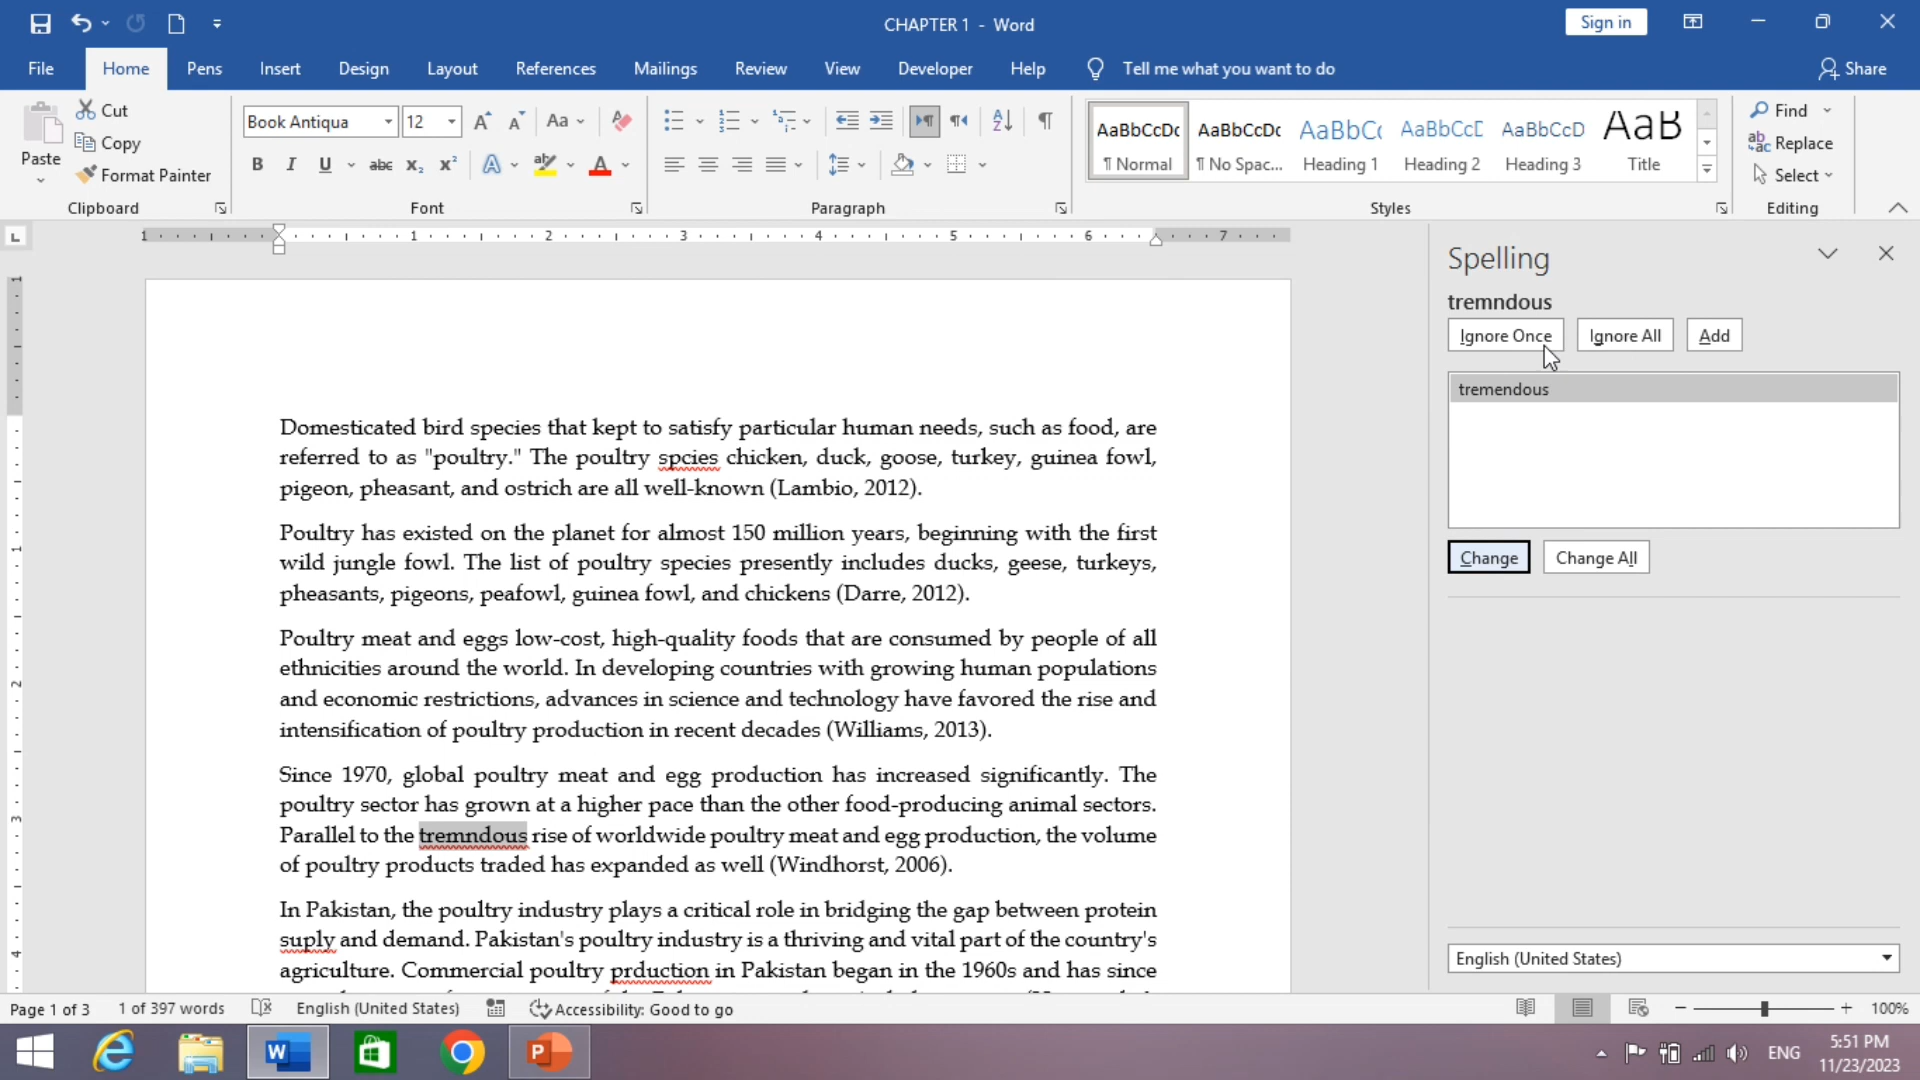 CHAPTER 1 - Word
Sign in
File Home Pens Insert Design Layout References Mailings Review View Developer Help Tell me what you want to do Share
Paste
Cut
Copy
Format Painter
Clipboard
Book Antiqua 12
Aa
B I U abc x₂ x² A A
Font
Paragraph
AaBbCcDc AaBbCcDc AaBbC( AaBbCcE AaBbCcD AaB
¶ Normal ¶ No Spac... Heading 1 Heading 2 Heading 3 Title
Styles
Find
Replace
Select
Editing
1 1 2 3 4 5 6 7
Domesticated bird species that kept to satisfy particular human needs, such as food, are
referred to as "poultry." The poultry spcies chicken, duck, goose, turkey, guinea fowl,
pigeon, pheasant, and ostrich are all well-known (Lambio, 2012).
Poultry has existed on the planet for almost 150 million years, beginning with the first
wild jungle fowl. The list of poultry species presently includes ducks, geese, turkeys,
pheasants, pigeons, peafowl, guinea fowl, and chickens (Darre, 2012).
Poultry meat and eggs low-cost, high-quality foods that are consumed by people of all
ethnicities around the world. In developing countries with growing human populations
and economic restrictions, advances in science and technology have favored the rise and
intensification of poultry production in recent decades (Williams, 2013).
Since 1970, global poultry meat and egg production has increased significantly. The
poultry sector has grown at a higher pace than the other food-producing animal sectors.
Parallel to the tremndous rise of worldwide poultry meat and egg production, the volume
of poultry products traded has expanded as well (Windhorst, 2006).
In Pakistan, the poultry industry plays a critical role in bridging the gap between protein
suply and demand. Pakistan's poultry industry is a thriving and vital part of the country's
agriculture. Commercial poultry prduction in Pakistan began in the 1960s and has since
Spelling
tremndous
Ignore Once Ignore All Add
tremendous
Change Change All
English (United States)
Page 1 of 3 1 of 397 words English (United States) Accessibility: Good to go 100%
ENG
5:51 PM
11/23/2023